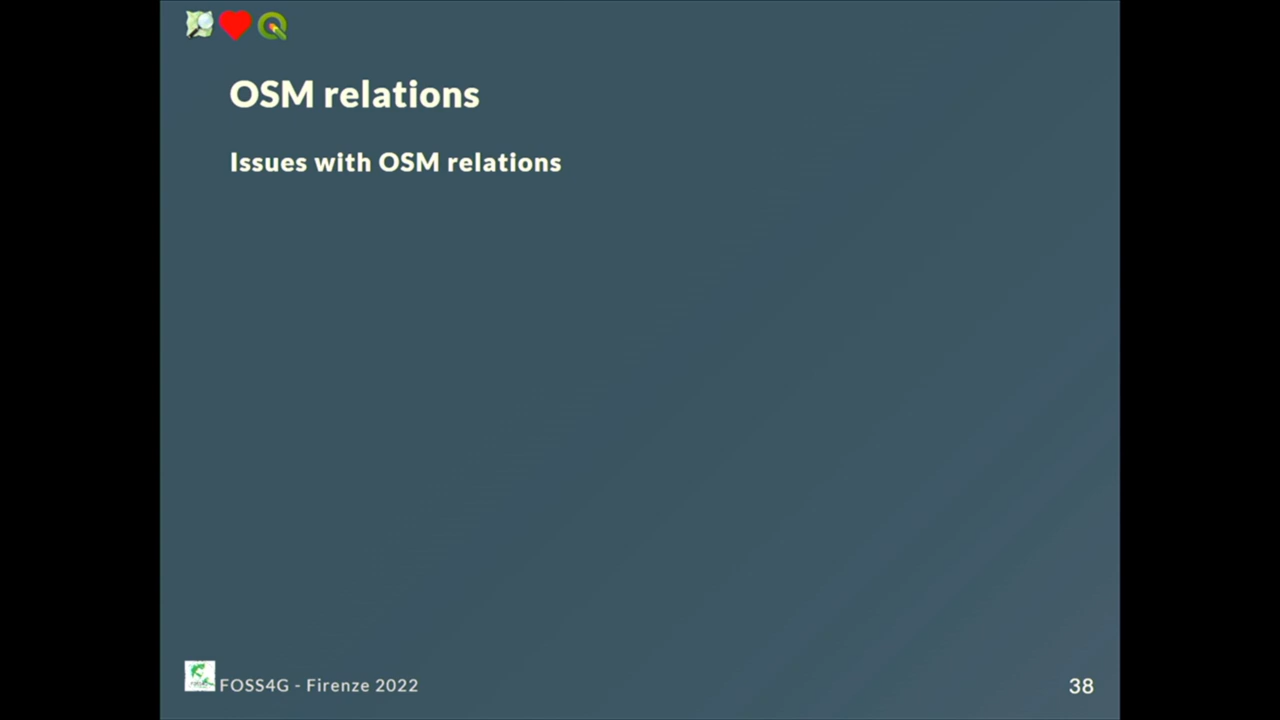 OSM relations
Issues with OSM relations
FOSS4G - Firenze 2022
38